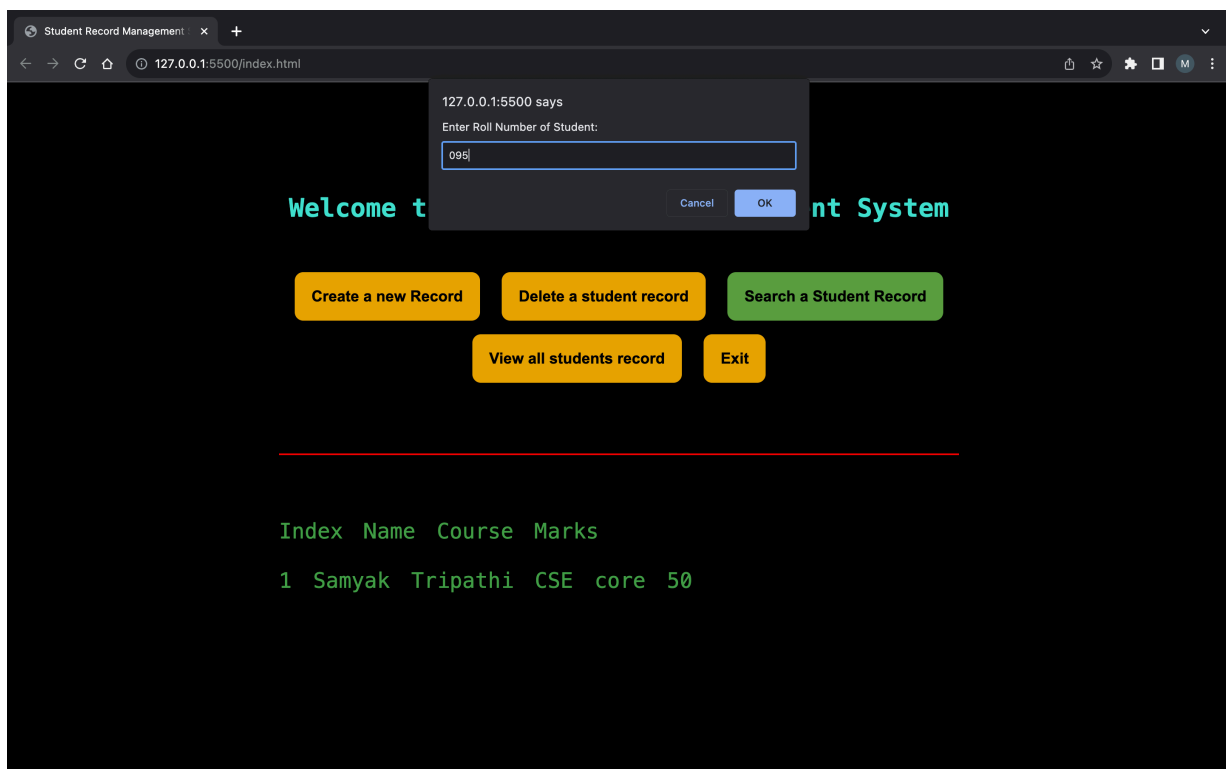 Student Record Management
127.0.0.1:5500/index.html
M
127.0.0.1:5500 says
Enter Roll Number of Student:
095
Cancel OK
Welcome t nt System
Create a new Record Delete a student record Search a Student Record
View all students record Exit
Index Name Course Marks
1 Samyak Tripathi CSE core 50